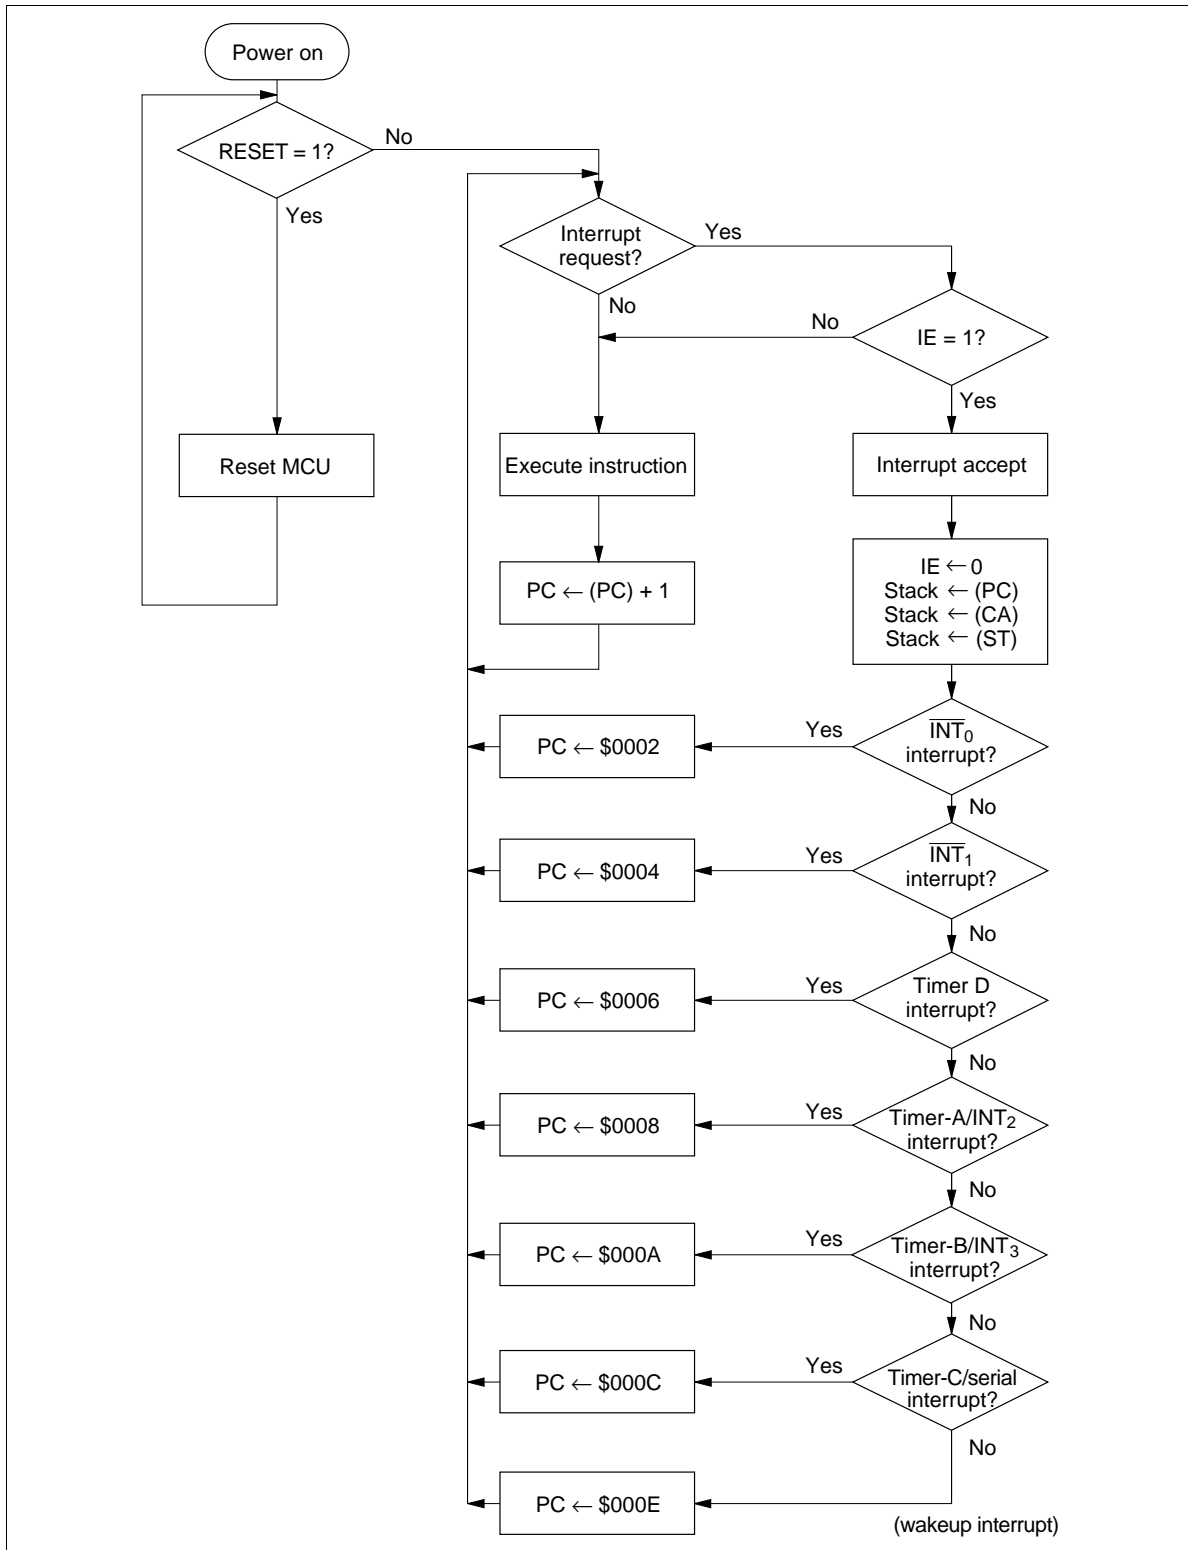 Power on
RESET = 1?
No
Yes
Interrupt
request?
Yes
No
No
IE = 1?
Yes
Reset MCU
Execute instruction
Interrupt accept
PC ← (PC) + 1
IE ← 0
Stack ← (PC)
Stack ← (CA)
Stack ← (ST)
PC ← $0002
Yes
INT0
interrupt?
No
PC ← $0004
Yes
INT1
interrupt?
No
PC ← $0006
Yes
Timer D
interrupt?
No
PC ← $0008
Yes
Timer-A/INT2
interrupt?
No
PC ← $000A
Yes
Timer-B/INT3
interrupt?
No
PC ← $000C
Yes
Timer-C/serial
interrupt?
No
PC ← $000E
(wakeup interrupt)